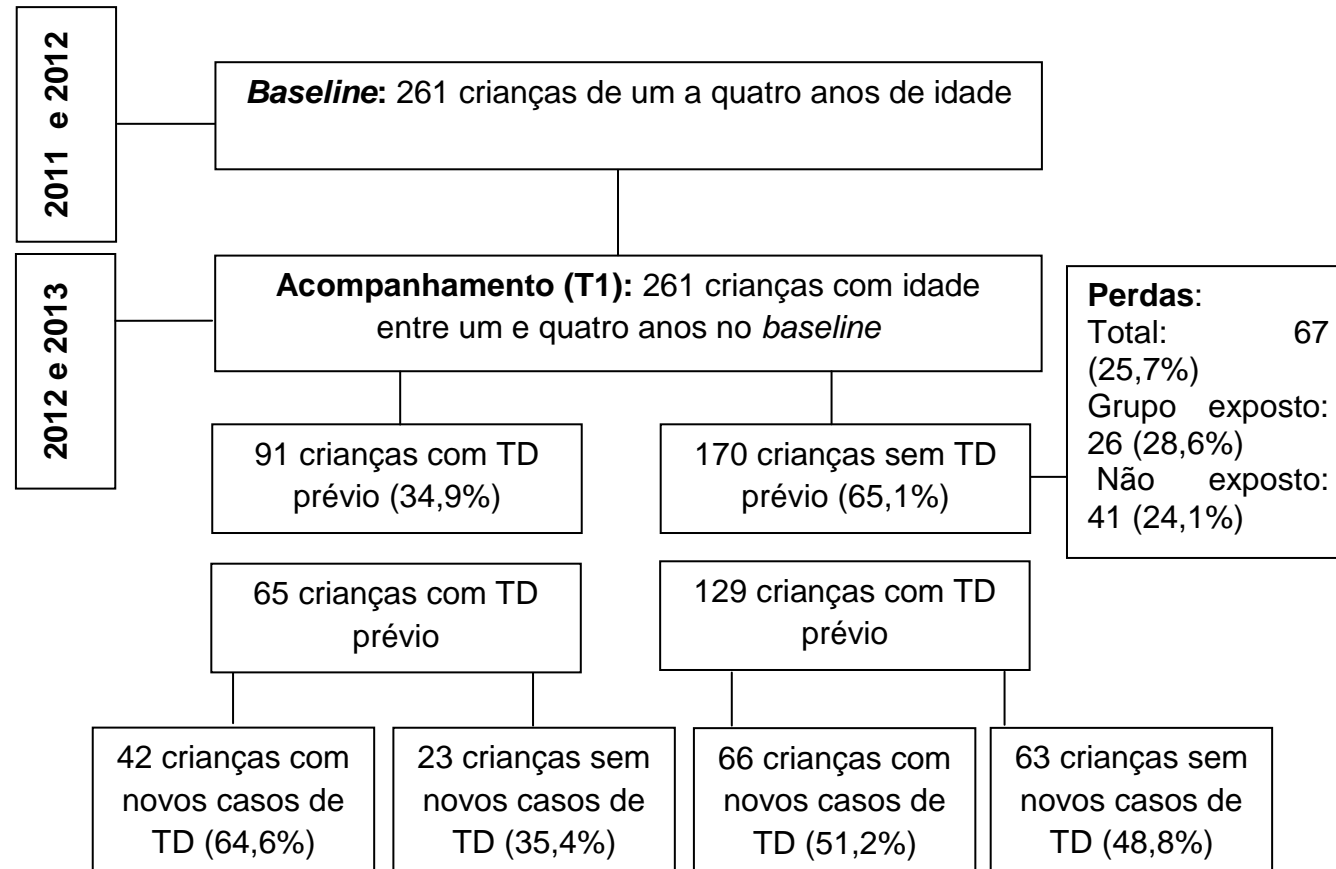 2011 e 2012
Baseline: 261 crianças de um a quatro anos de idade
2012 e 2013
Acompanhamento (T1): 261 crianças com idade
entre um e quatro anos no baseline
Perdas:
Total: 67
(25,7%)
Grupo exposto:
26 (28,6%)
Não exposto:
41 (24,1%)
91 crianças com TD
prévio (34,9%)
170 crianças sem TD
prévio (65,1%)
65 crianças com TD
prévio
129 crianças com TD
prévio
42 crianças com
novos casos de
TD (64,6%)
23 crianças sem
novos casos de
TD (35,4%)
66 crianças com
novos casos de
TD (51,2%)
63 crianças sem
novos casos de
TD (48,8%)